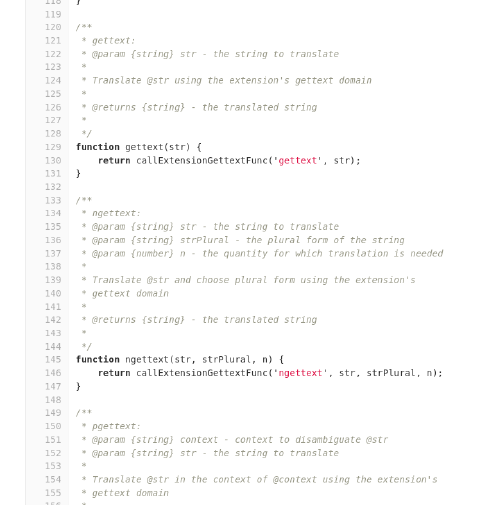 118 }
119
120 /**
121  * gettext:
122  * @param {string} str - the string to translate
123  *
124  * Translate @str using the extension's gettext domain
125  *
126  * @returns {string} - the translated string
127  *
128  */
129 function gettext(str) {
130     return callExtensionGettextFunc('gettext', str);
131 }
132
133 /**
134  * ngettext:
135  * @param {string} str - the string to translate
136  * @param {string} strPlural - the plural form of the string
137  * @param {number} n - the quantity for which translation is needed
138  *
139  * Translate @str and choose plural form using the extension's
140  * gettext domain
141  *
142  * @returns {string} - the translated string
143  *
144  */
145 function ngettext(str, strPlural, n) {
146     return callExtensionGettextFunc('ngettext', str, strPlural, n);
147 }
148
149 /**
150  * pgettext:
151  * @param {string} context - context to disambiguate @str
152  * @param {string} str - the string to translate
153  *
154  * Translate @str in the context of @context using the extension's
155  * gettext domain
156  *